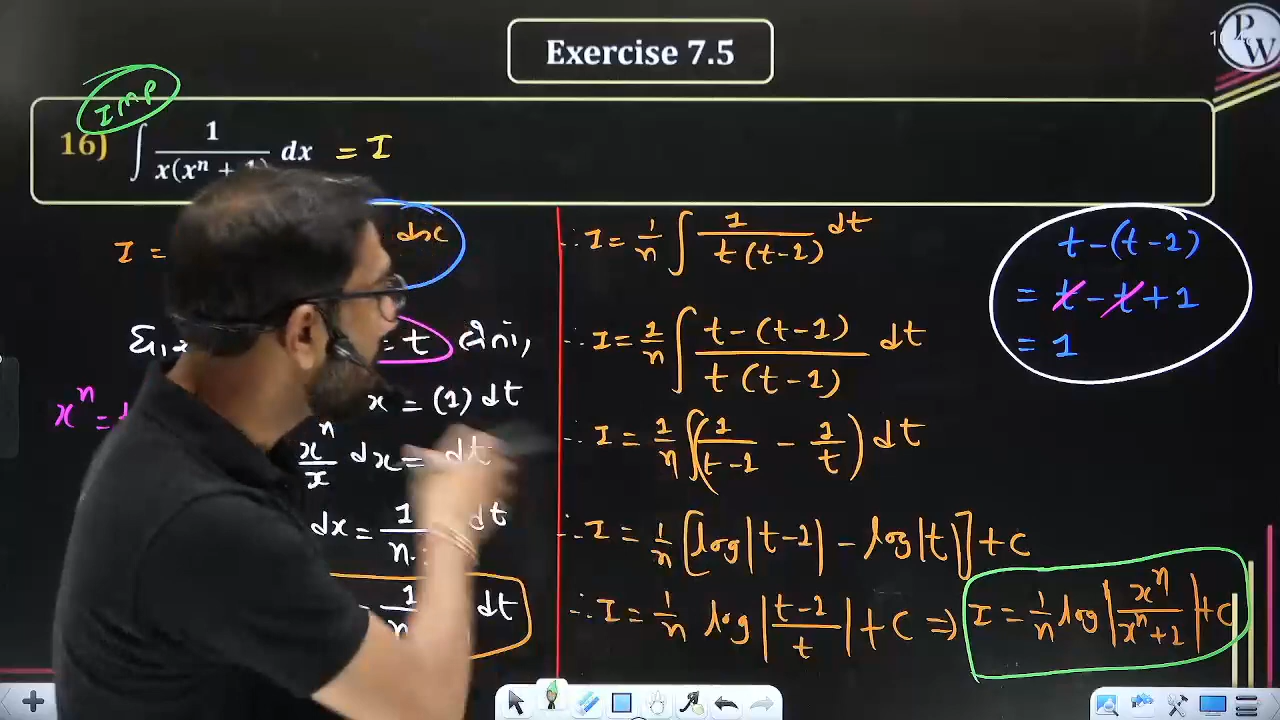 Exercise 7.5
PW
IMP
16) ∫ 1 / x(xⁿ + 1) dx = I
I = dx
= t લેતાં,
xⁿ =
x = (1) dt
xⁿ/x dx = dt
dx = 1/n · dt
1/n dt
∴ I = 1/n ∫ 1 / t(t-1) dt
∴ I = 1/n ∫ t-(t-1) / t(t-1) dt
∴ I = 1/n ∫ (1/(t-1) - 1/t) dt
∴ I = 1/n [log|t-1| - log|t|] + c
∴ I = 1/n log |(t-1)/t| + c ⇒ I = 1/n log |xⁿ/(xⁿ+1)| + c
t-(t-1)
= t - t + 1
= 1